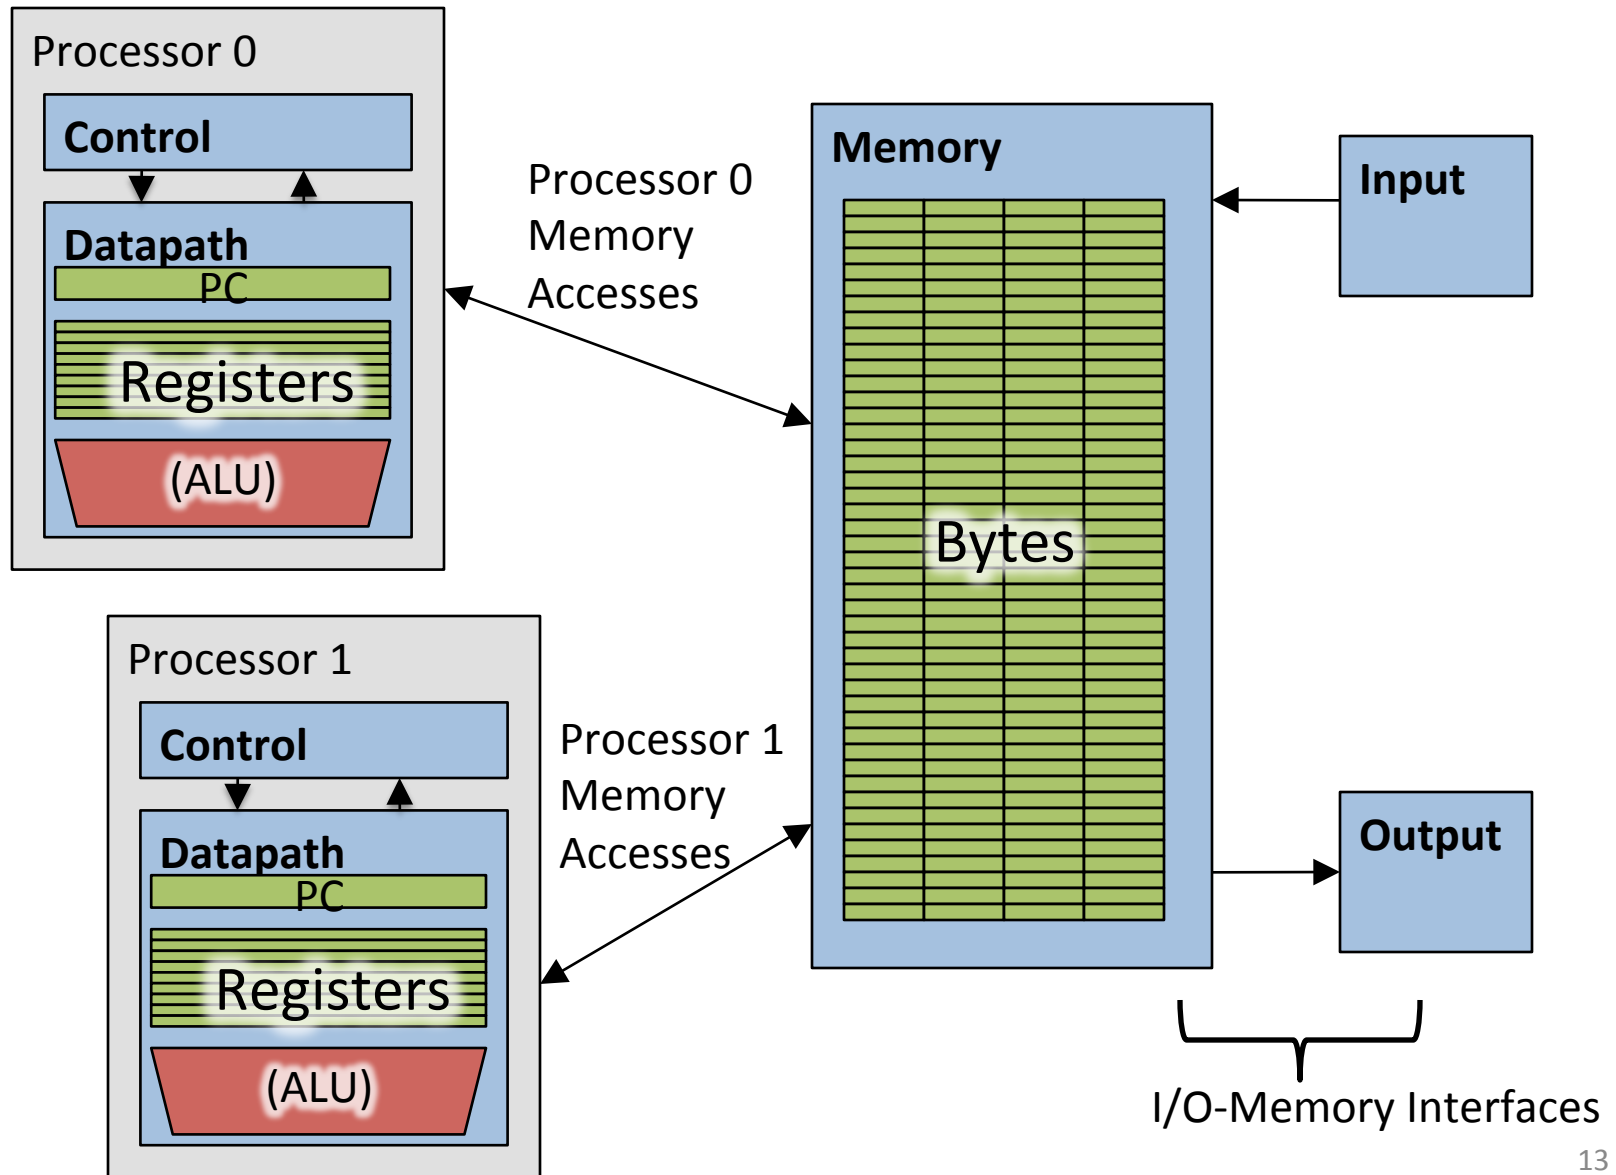 Processor 0
Control
Datapath
PC
Registers
(ALU)
Processor 0
Memory
Accesses
Processor 1
Control
Datapath
PC
Registers
(ALU)
Processor 1
Memory
Accesses
Memory
Bytes
Input
Output
I/O-Memory Interfaces
13